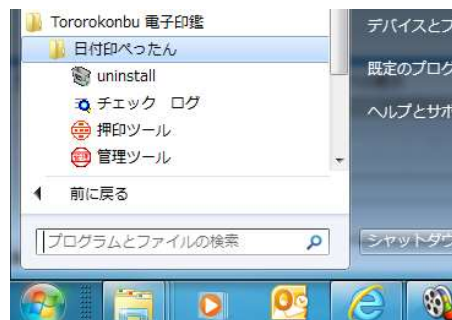 Tororokonbu 電子印鑑
日付印ぺったん
uninstall
チェック ログ
押印ツール
管理ツール
前に戻る
プログラムとファイルの検索
デバイスとプ
既定のプログ
ヘルプとサポ
シャットダウ